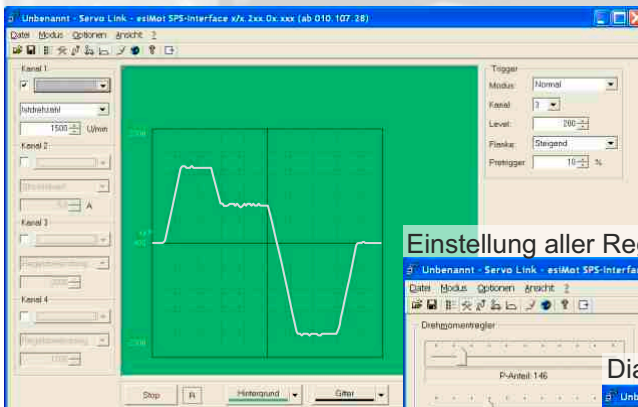 Unbenannt - Servo Link - esiMot SPS-Interface x/x.2xx.0x.xxx (ab 010.107.28)
Datei Modus Optionen Ansicht ?
Kanal 1
Istdrehzahl
1500 U/min
Kanal 2
A
Kanal 3
Kanal 4
Trigger
Modus: Normal
Kanal 3
Level: 260
Flanke: Steigend
Pretrigger 10 %
Stop R Hintergrund Gitter
Einstellung aller Re
Unbenannt - Servo Link - esiMot SPS-Interfa
Datei Modus Optionen Ansicht ?
Drehmomentregler
P-Anteil: 146
Dia
Unb